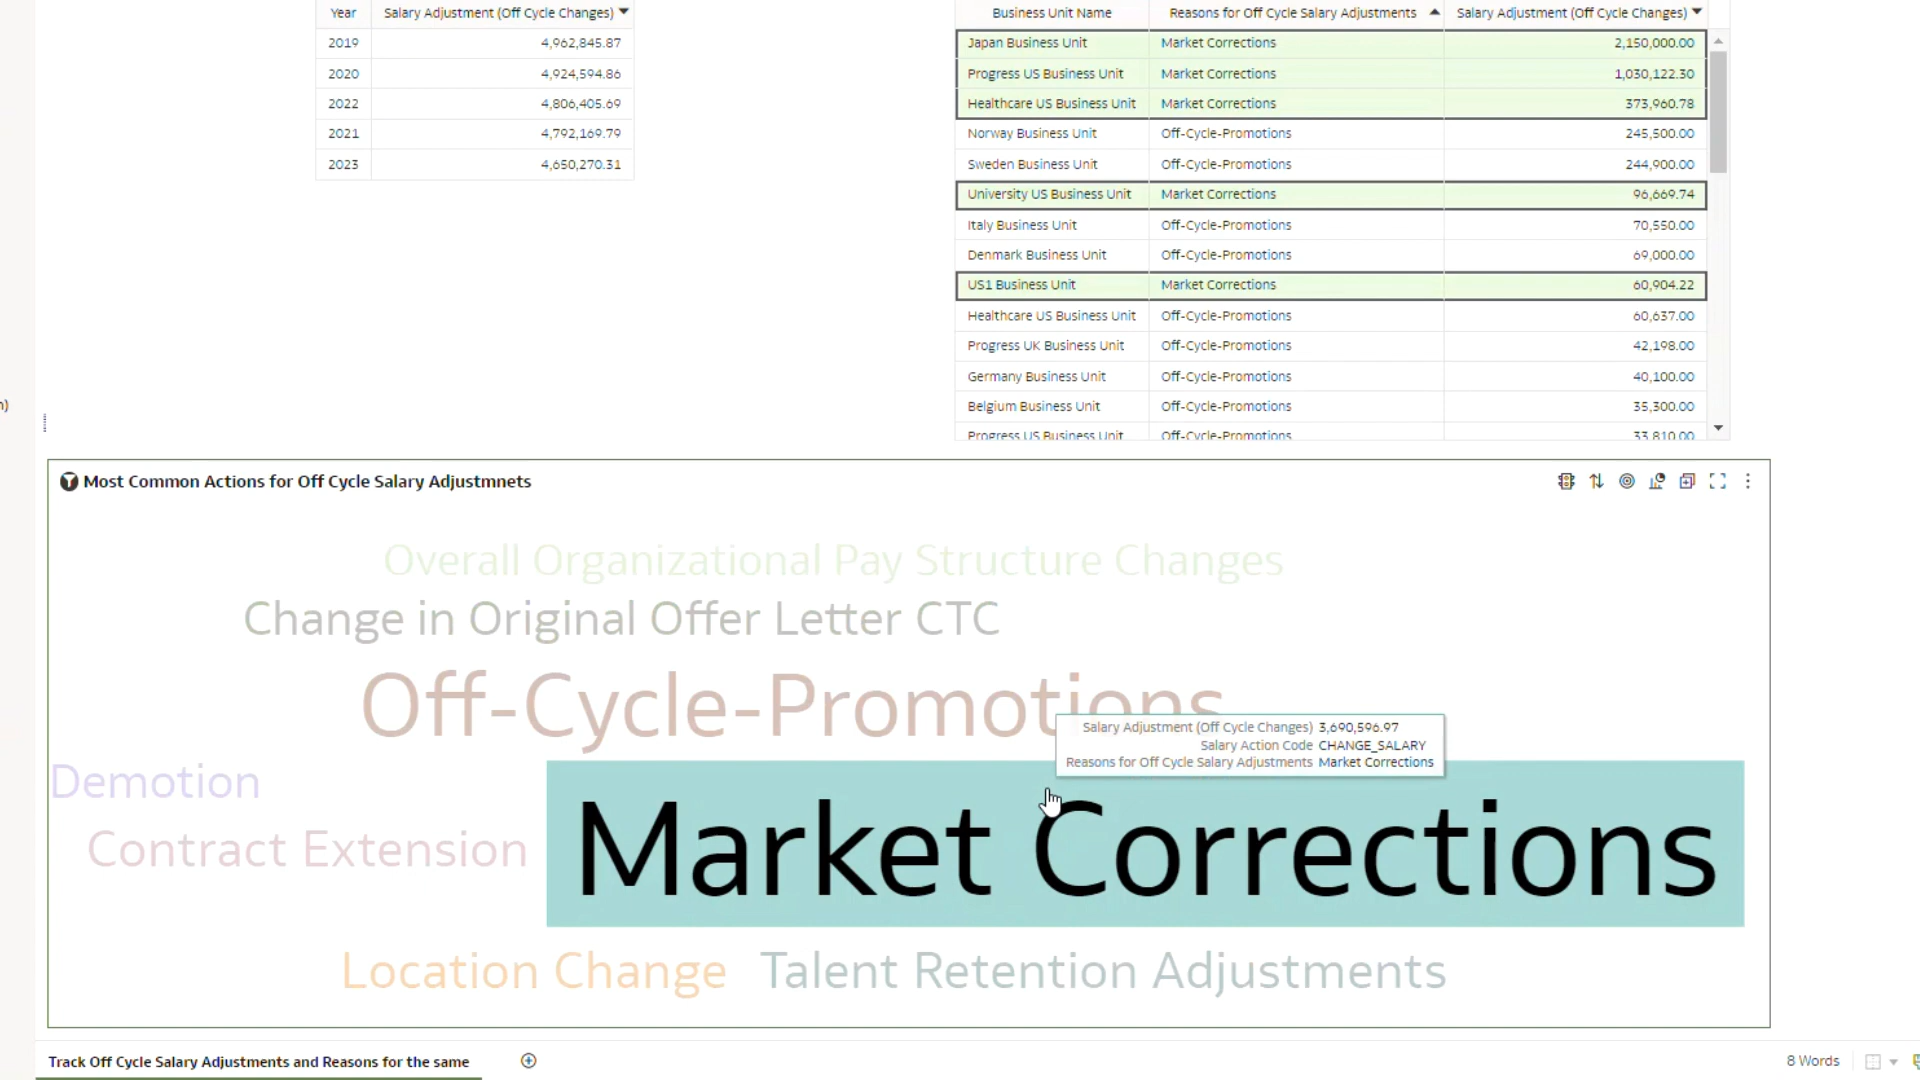 Year Salary Adjustment (Off Cycle Changes)
2019 4,962,845.87
2020 4,924,594.86
2022 4,806,405.69
2021 4,792,169.79
2023 4,650,270.31
Business Unit Name Reasons for Off Cycle Salary Adjustments Salary Adjustment (Off Cycle Changes)
Japan Business Unit Market Corrections 2,150,000.00
Progress US Business Unit Market Corrections 1,030,122.30
Healthcare US Business Unit Market Corrections 373,960.78
Norway Business Unit Off-Cycle-Promotions 245,500.00
Sweden Business Unit Off-Cycle-Promotions 244,900.00
University US Business Unit Market Corrections 96,669.74
Italy Business Unit Off-Cycle-Promotions 70,550.00
Denmark Business Unit Off-Cycle-Promotions 69,000.00
US1 Business Unit Market Corrections 60,904.22
Healthcare US Business Unit Off-Cycle-Promotions 60,637.00
Progress UK Business Unit Off-Cycle-Promotions 42,198.00
Germany Business Unit Off-Cycle-Promotions 40,100.00
Belgium Business Unit Off-Cycle-Promotions 35,300.00
Progress US Business Unit Off-Cycle-Promotions 33,810.00
Most Common Actions for Off Cycle Salary Adjustmnets
Overall Organizational Pay Structure Changes
Change in Original Offer Letter CTC
Off-Cycle-Promotions
Salary Adjustment (Off Cycle Changes) 3,690,596.97
Salary Action Code CHANGE_SALARY
Reasons for Off Cycle Salary Adjustments Market Corrections
Demotion
Contract Extension
Market Corrections
Location Change
Talent Retention Adjustments
Track Off Cycle Salary Adjustments and Reasons for the same
8 Words